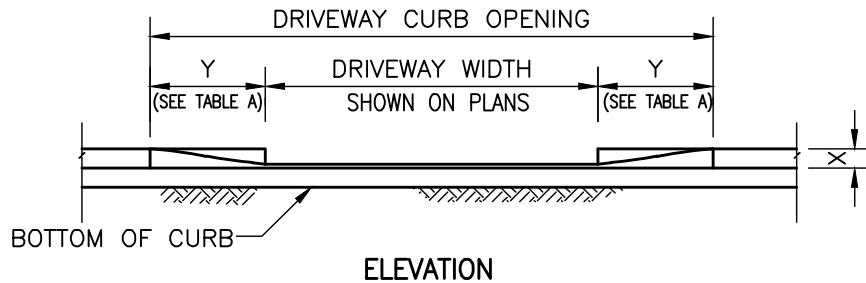 DRIVEWAY CURB OPENING
Y DRIVEWAY WIDTH Y
(SEE TABLE A) SHOWN ON PLANS (SEE TABLE A)
X
BOTTOM OF CURB
ELEVATION